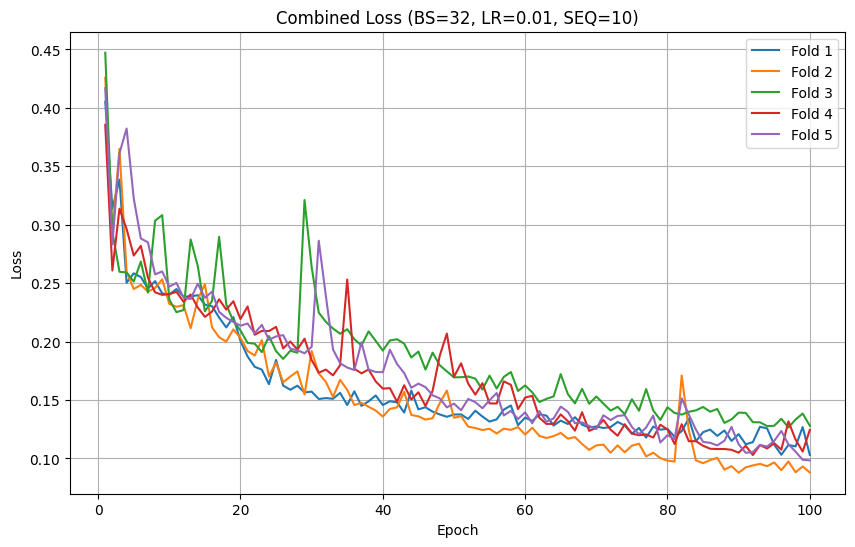 Combined Loss (BS=32, LR=0.01, SEQ=10)
Fold 1
Fold 2
Fold 3
Fold 4
Fold 5
Loss
0.45
0.40
0.35
0.30
0.25
0.20
0.15
0.10
0
20
40
60
80
100
Epoch